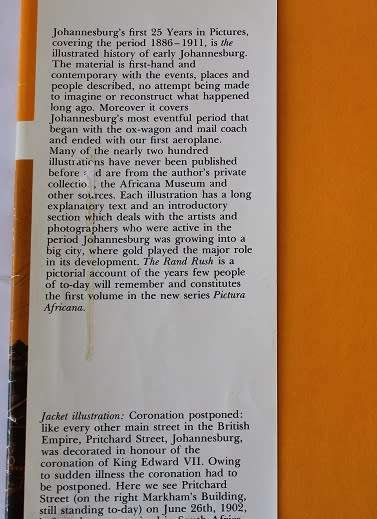 Johannesburg's first 25 Years in Pictures,
covering the period 1886–1911, is the
illustrated history of early Johannesburg.
The material is first-hand and
contemporary with the events, places and
people described, no attempt being made
to imagine or reconstruct what happened
long ago. Moreover it covers
Johannesburg's most eventful period that
began with the ox-wagon and mail coach
and ended with our first aeroplane.
Many of the nearly two hundred
illustrations have never been published
before and are from the author's private
collection, the Africana Museum and
other sources. Each illustration has a long
explanatory text and an introductory
section which deals with the artists and
photographers who were active in the
period Johannesburg was growing into a
big city, where gold played the major role
in its development. The Rand Rush is a
pictorial account of the years few people
of to-day will remember and constitutes
the first volume in the new series Pictura
Africana.
Jacket illustration: Coronation postponed:
like every other main street in the British
Empire, Pritchard Street, Johannesburg,
was decorated in honour of the
coronation of King Edward VII. Owing
to sudden illness the coronation had to
be postponed. Here we see Pritchard
Street (on the right Markham's Building,
still standing to-day) on June 26th, 1902,